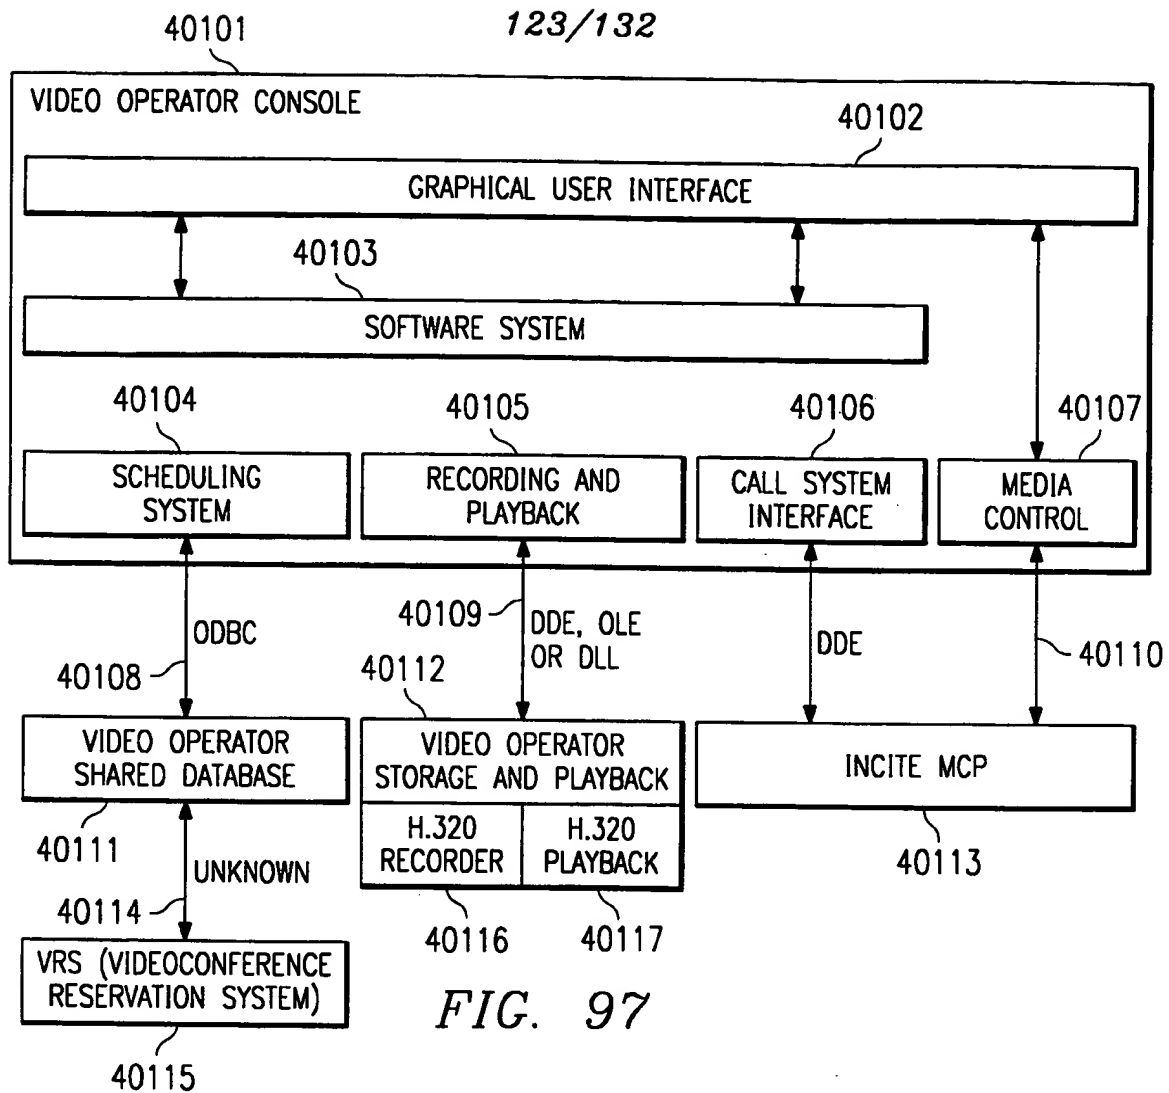 123/132
40101
VIDEO OPERATOR CONSOLE
40102
GRAPHICAL USER INTERFACE
40103
SOFTWARE SYSTEM
40104
SCHEDULING
SYSTEM
40105
RECORDING AND
PLAYBACK
40106
CALL SYSTEM
INTERFACE
40107
MEDIA
CONTROL
ODBC
40108
40109
DDE, OLE
OR DLL
DDE
40110
VIDEO OPERATOR
SHARED DATABASE
40111
40112
VIDEO OPERATOR
STORAGE AND PLAYBACK
H.320
RECORDER
H.320
PLAYBACK
40116
40117
INCITE MCP
40113
UNKNOWN
40114
VRS (VIDEOCONFERENCE
RESERVATION SYSTEM)
40115
FIG. 97